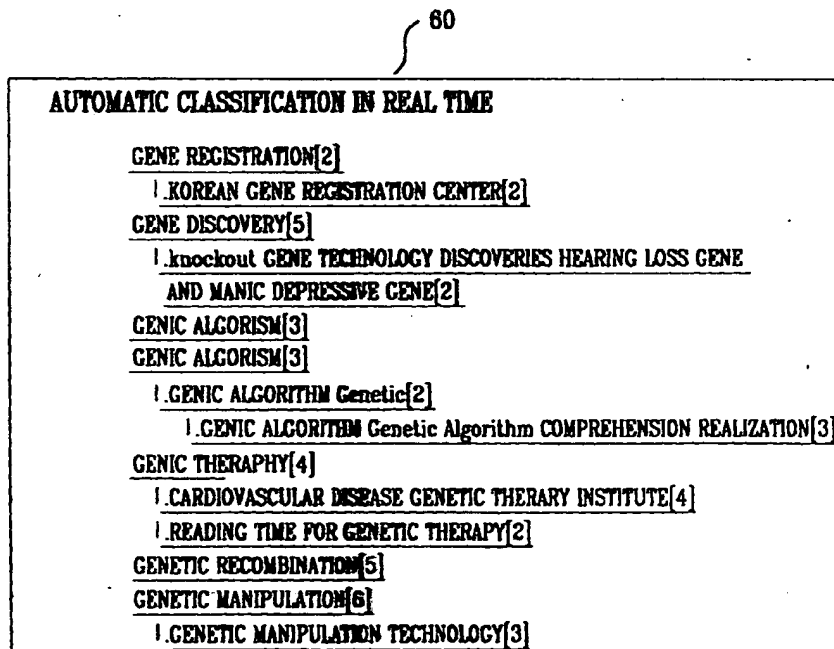 60
AUTOMATIC CLASSIFICATION IN REAL TIME
GENE REGISTRATION[2]
KOREAN GENE REGISTRATION CENTER[2]
GENE DISCOVERY[5]
knockout GENE TECHNOLOGY DISCOVERIES HEARING LOSS GENE
AND MANIC DEPRESSIVE GENE[2]
GENIC ALGORISM[3]
GENIC ALGORISM[3]
GENIC ALGORITHM Genetic[2]
GENIC ALGORITHM Genetic Algorithm COMPREHENSION REALIZATION[3]
GENIC THERAPHY[4]
CARDIOVASCULAR DISEASE GENETIC THERARY INSTITUTE[4]
READING TIME FOR GENETIC THERAPY[2]
GENETIC RECOMBINATION[5]
GENETIC MANIPULATION[6]
GENETIC MANIPULATION TECHNOLOGY[3]